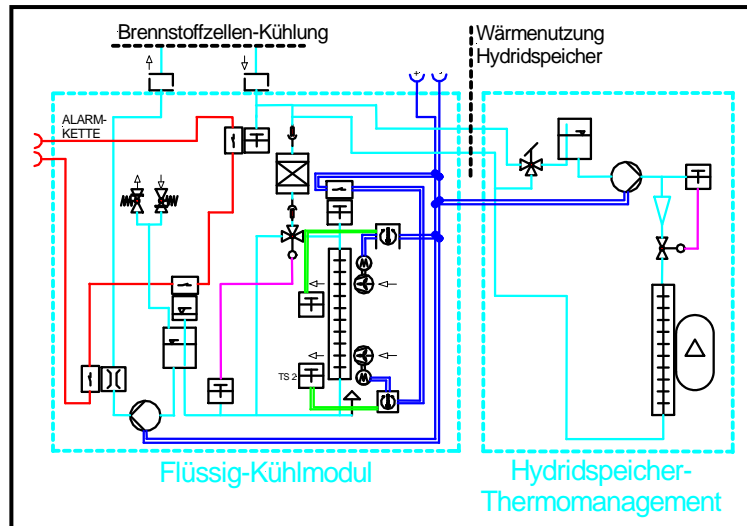 Brennstoffzellen-Kühlung
Wärmenutzung
Hydridspeicher
ALARM-
KETTE
TS 2
Flüssig-Kühlmodul
Hydridspeicher-
Thermomanagement